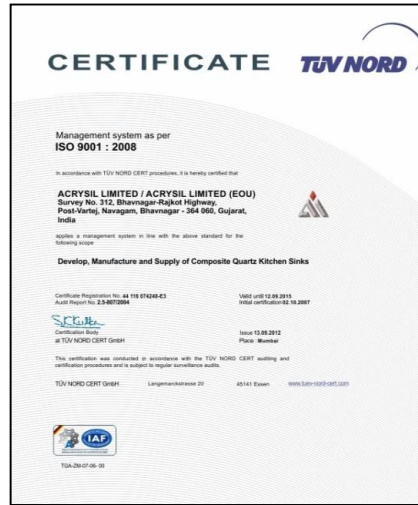 CERTIFICATE TÜV NORD
Management system as per
ISO 9001 : 2008
In accordance with TÜV NORD CERT procedures, it is hereby certified that
ACRYSIL LIMITED / ACRYSIL LIMITED (EOU)
Survey No. 312, Bhavnagar-Rajkot Highway,
Post-Vartej, Navagam, Bhavnagar - 364 060, Gujarat,
India
applies a management system in line with the above standard for the
following scope
Develop, Manufacture and Supply of Composite Quartz Kitchen Sinks
Certificate Registration No. 44 110 074240-E3 Valid until 12.09.2015
Audit Report No. 2.5-807/2004 Initial certification 02.10.2007
Certification Body Issue 13.09.2012
at TÜV NORD CERT GmbH Place Mumbai
This certification was conducted in accordance with the TÜV NORD CERT auditing and
certification procedures and is subject to regular surveillance audits.
TÜV NORD CERT GmbH Langemarckstrasse 20 45141 Essen www.tuev-nord-cert.com
IAF
TGA-ZM-07-06- 00